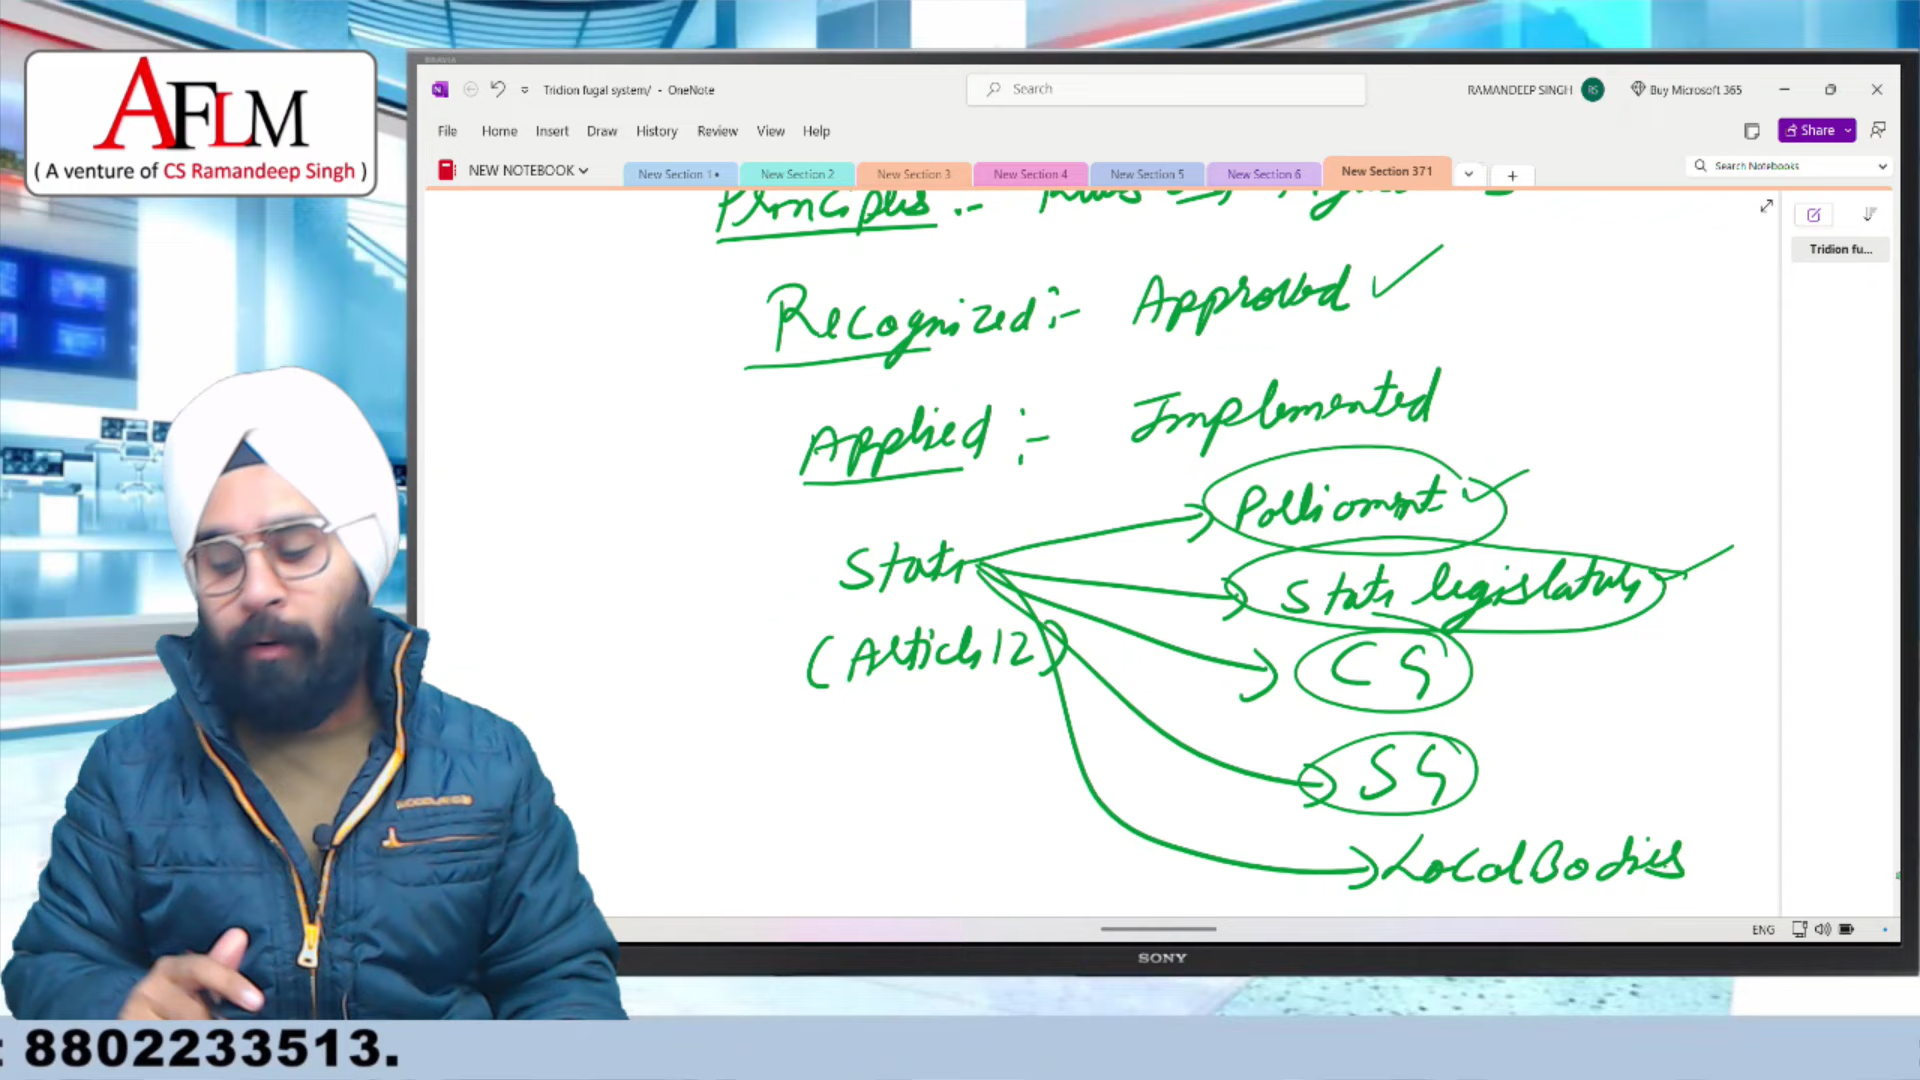 BRAVIA
AFLM
( A venture of CS Ramandeep Singh )
Tridion fugal system/ - OneNote
Search
RAMANDEEP SINGH
RS
Buy Microsoft 365
File Home Insert Draw History Review View Help
Share
NEW NOTEBOOK
New Section 1
New Section 2
New Section 3
New Section 4
New Section 5
New Section 6
New Section 371
+
Search Notebooks
Tridion fu...
Principles :-
Recognized :- Approved ✓
Applied :- Implemented
State
(Article 12)
Parliament ✓
State legislature
CG
SG
Local Bodies
ENG
SONY
: 8802233513.